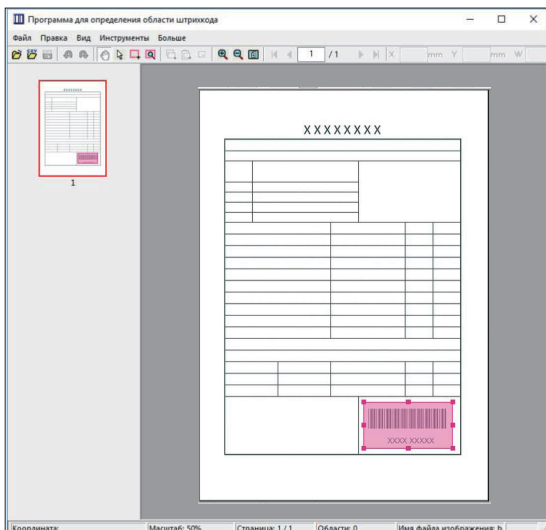 Программа для определения области штрихкода
Файл Правка Вид Инструменты Больше
CSV 1 / 1 X mm Y mm W
1
XXXXXXXX
XXXX XXXXX
Координата: Масштаб: 50% Страница: 1 / 1 Области: 0 Имя файла изображения: b